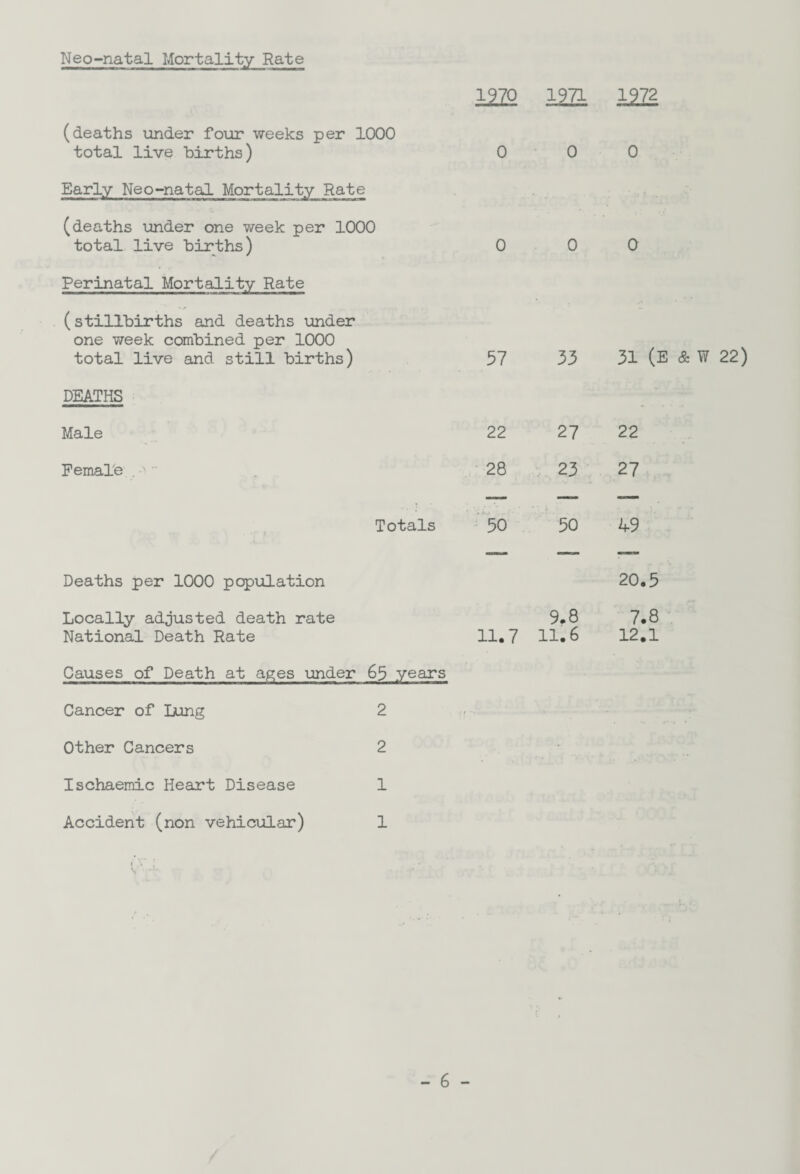 Neo-natal Mortality Rate
1970 1971 1972
(deaths under four weeks per 1000
total live births) 0 0 0
Early Neo-natal Mortality Rate
(deaths under one week per 1000
total live births) 0 0 0
Perinatal Mortality Rate
(stillbirths and deaths under
one week combined per 1000
total live and still births) 57 33 31 (E & W 22)
DEATHS
Male 22 27 22
Female 28 23 27
Totals 50 50 49
Deaths per 1000 population 20.5
Locally adjusted death rate 9.8 7.8
National Death Rate 11.7 11.6 12.1
Causes of Death at ages under 65 years
Cancer of Lung 2
Other Cancers 2
Ischaemic Heart Disease 1
Accident (non vehicular) 1
- 6 -